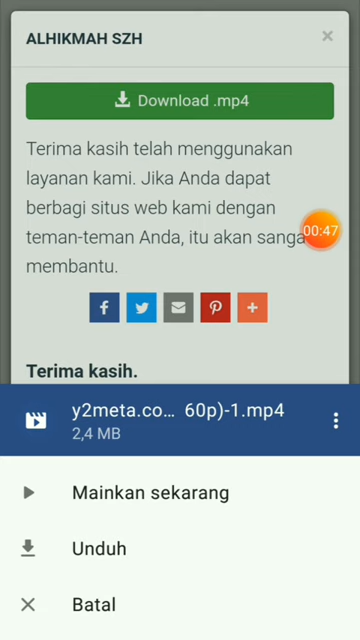 ALHIKMAH SZH
×
Download .mp4
Terima kasih telah menggunakan
layanan kami. Jika Anda dapat
berbagi situs web kami dengan
teman-teman Anda, itu akan sanga
00:47
membantu.
Terima kasih.
y2meta.co... 60p)-1.mp4
2,4 MB
Mainkan sekarang
Unduh
Batal